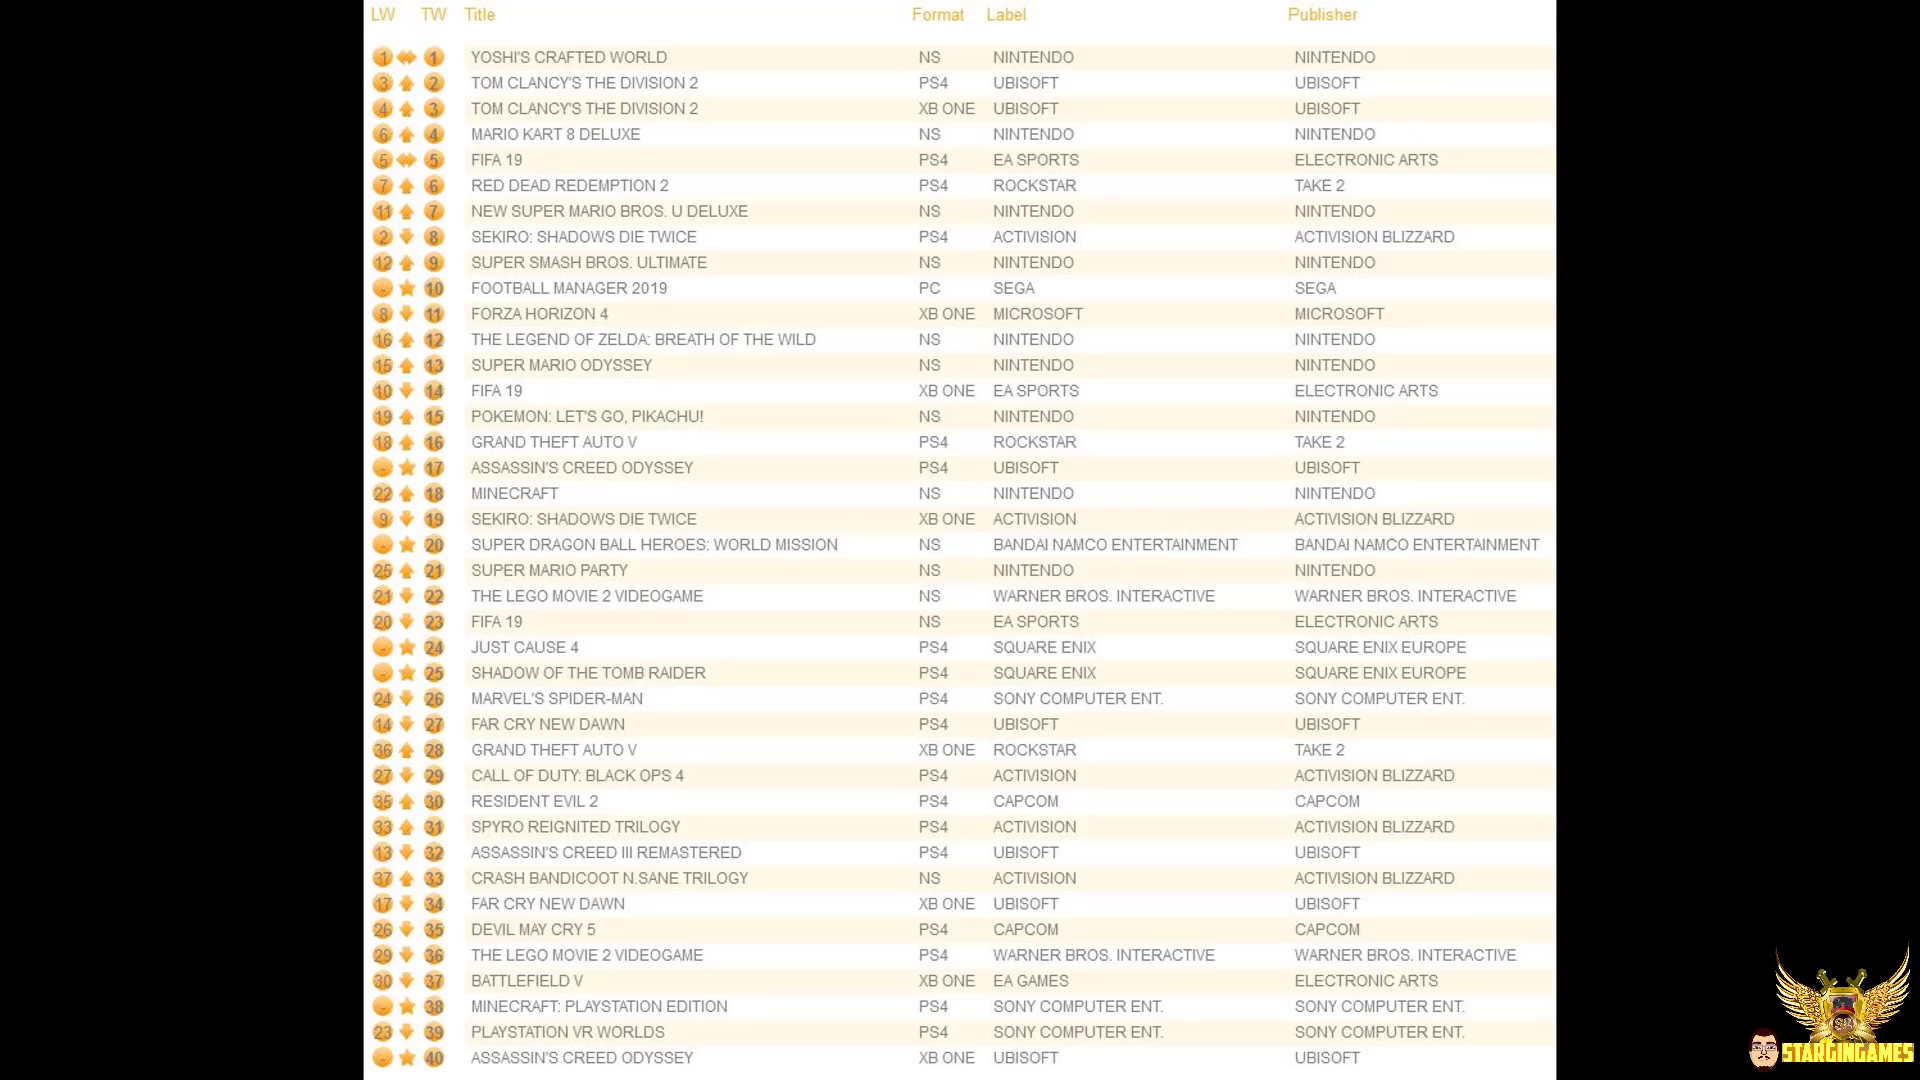 LW TW Title Format Label Publisher
1 1 YOSHI'S CRAFTED WORLD NS NINTENDO NINTENDO
3 2 TOM CLANCY'S THE DIVISION 2 PS4 UBISOFT UBISOFT
4 3 TOM CLANCY'S THE DIVISION 2 XB ONE UBISOFT UBISOFT
6 4 MARIO KART 8 DELUXE NS NINTENDO NINTENDO
5 5 FIFA 19 PS4 EA SPORTS ELECTRONIC ARTS
7 6 RED DEAD REDEMPTION 2 PS4 ROCKSTAR TAKE 2
11 7 NEW SUPER MARIO BROS. U DELUXE NS NINTENDO NINTENDO
2 8 SEKIRO: SHADOWS DIE TWICE PS4 ACTIVISION ACTIVISION BLIZZARD
12 9 SUPER SMASH BROS. ULTIMATE NS NINTENDO NINTENDO
- 10 FOOTBALL MANAGER 2019 PC SEGA SEGA
8 11 FORZA HORIZON 4 XB ONE MICROSOFT MICROSOFT
16 12 THE LEGEND OF ZELDA: BREATH OF THE WILD NS NINTENDO NINTENDO
15 13 SUPER MARIO ODYSSEY NS NINTENDO NINTENDO
10 14 FIFA 19 XB ONE EA SPORTS ELECTRONIC ARTS
19 15 POKEMON: LET'S GO, PIKACHU! NS NINTENDO NINTENDO
18 16 GRAND THEFT AUTO V PS4 ROCKSTAR TAKE 2
- 17 ASSASSIN'S CREED ODYSSEY PS4 UBISOFT UBISOFT
22 18 MINECRAFT NS NINTENDO NINTENDO
9 19 SEKIRO: SHADOWS DIE TWICE XB ONE ACTIVISION ACTIVISION BLIZZARD
- 20 SUPER DRAGON BALL HEROES: WORLD MISSION NS BANDAI NAMCO ENTERTAINMENT BANDAI NAMCO ENTERTAINMENT
25 21 SUPER MARIO PARTY NS NINTENDO NINTENDO
21 22 THE LEGO MOVIE 2 VIDEOGAME NS WARNER BROS. INTERACTIVE WARNER BROS. INTERACTIVE
20 23 FIFA 19 NS EA SPORTS ELECTRONIC ARTS
- 24 JUST CAUSE 4 PS4 SQUARE ENIX SQUARE ENIX EUROPE
- 25 SHADOW OF THE TOMB RAIDER PS4 SQUARE ENIX SQUARE ENIX EUROPE
24 26 MARVEL'S SPIDER-MAN PS4 SONY COMPUTER ENT. SONY COMPUTER ENT.
14 27 FAR CRY NEW DAWN PS4 UBISOFT UBISOFT
36 28 GRAND THEFT AUTO V XB ONE ROCKSTAR TAKE 2
27 29 CALL OF DUTY: BLACK OPS 4 PS4 ACTIVISION ACTIVISION BLIZZARD
35 30 RESIDENT EVIL 2 PS4 CAPCOM CAPCOM
33 31 SPYRO REIGNITED TRILOGY PS4 ACTIVISION ACTIVISION BLIZZARD
13 32 ASSASSIN'S CREED III REMASTERED PS4 UBISOFT UBISOFT
37 33 CRASH BANDICOOT N.SANE TRILOGY NS ACTIVISION ACTIVISION BLIZZARD
17 34 FAR CRY NEW DAWN XB ONE UBISOFT UBISOFT
26 35 DEVIL MAY CRY 5 PS4 CAPCOM CAPCOM
29 36 THE LEGO MOVIE 2 VIDEOGAME PS4 WARNER BROS. INTERACTIVE WARNER BROS. INTERACTIVE
30 37 BATTLEFIELD V XB ONE EA GAMES ELECTRONIC ARTS
- 38 MINECRAFT: PLAYSTATION EDITION PS4 SONY COMPUTER ENT. SONY COMPUTER ENT.
23 39 PLAYSTATION VR WORLDS PS4 SONY COMPUTER ENT. SONY COMPUTER ENT.
- 40 ASSASSIN'S CREED ODYSSEY XB ONE UBISOFT UBISOFT
STARGINGAMES